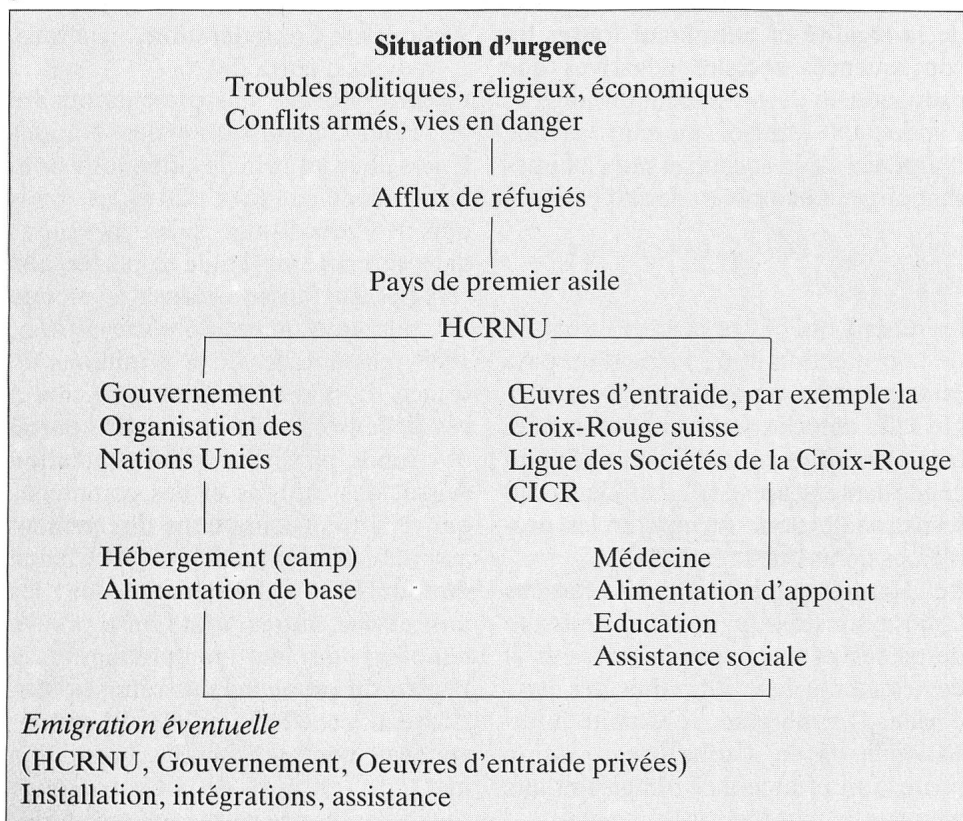 Situation d'urgence
Troubles politiques, religieux, économiques
Conflits armés, vies en danger
Afflux de réfugiés
Pays de premier asile
HCRNU
Gouvernement
Organisation des
Nations Unies
Œuvres d'entraide, par exemple la
Croix-Rouge suisse
Ligue des Sociétés de la Croix-Rouge
CICR
Hébergement (camp)
Alimentation de base
Médecine
Alimentation d'appoint
Education
Assistance sociale
Emigration éventuelle
(HCRNU, Gouvernement, Oeuvres d'entraide privées)
Installation, intégrations, assistance